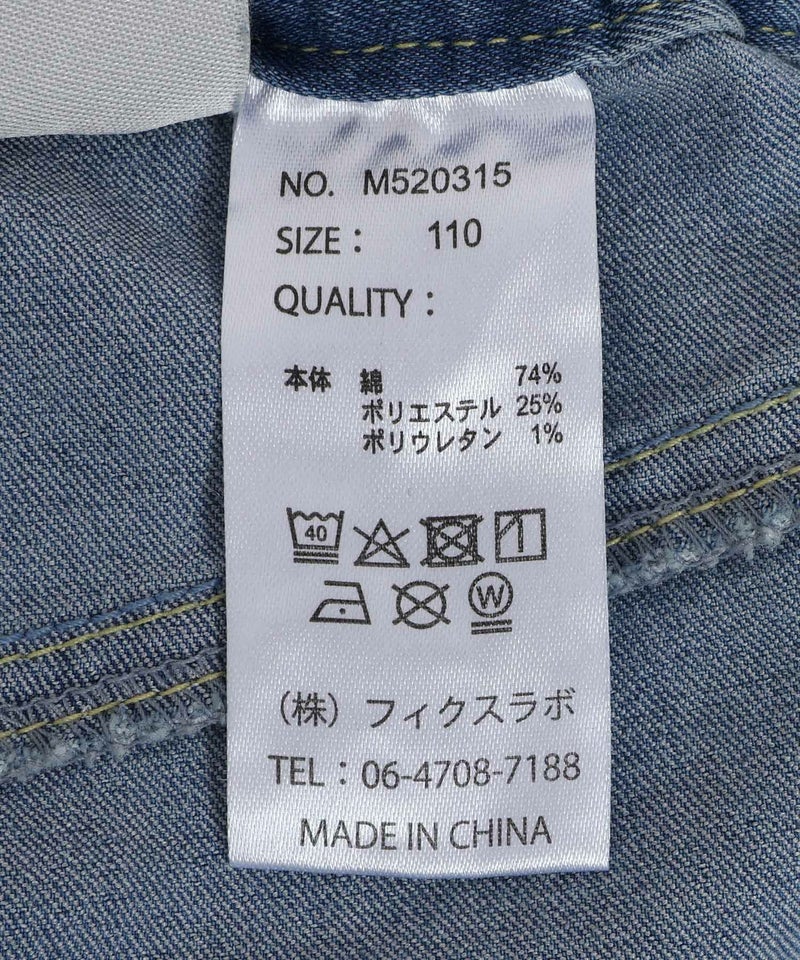 NO. M520315
SIZE： 110
QUALITY：
本体 綿 74%
ポリエステル 25%
ポリウレタン 1%
40
W
（株）フィクスラボ
TEL：06-4708-7188
MADE IN CHINA